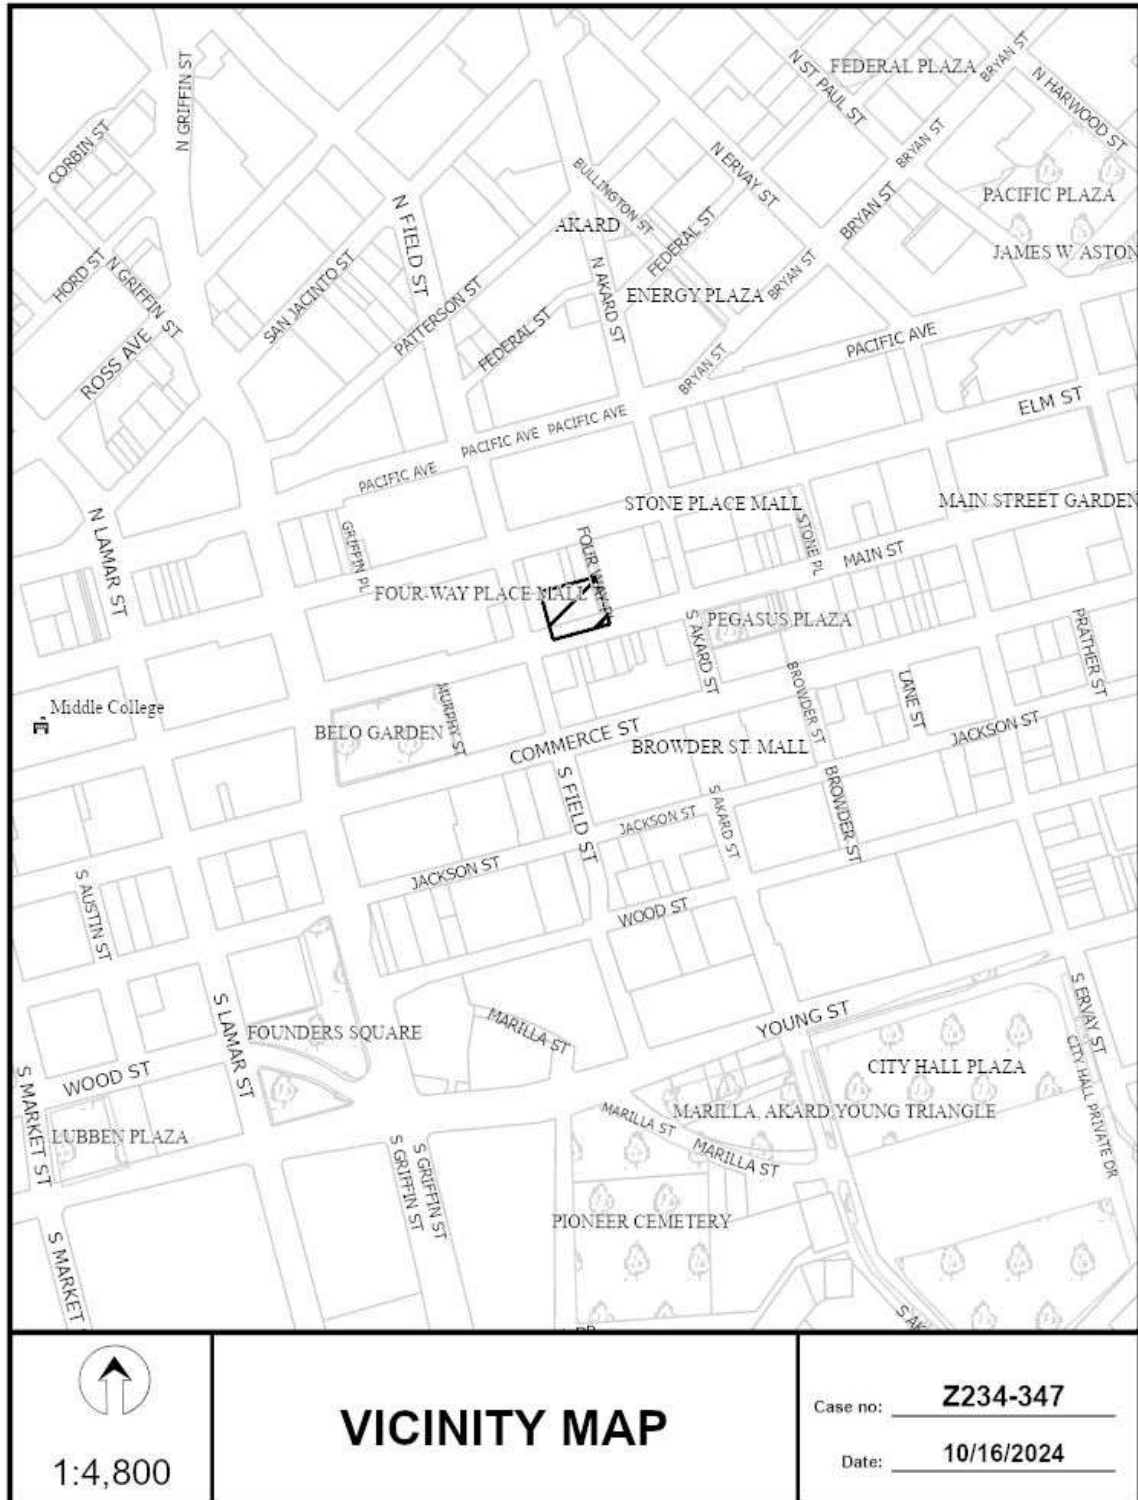 N GRIFFIN ST
N ST PAUL ST
FEDERAL PLAZA
BRYAN ST
N HARWOOD ST
CORBIN ST
BRYAN ST
N ERVAY ST
BULLINGTON ST
PACIFIC PLAZA
N FIELD ST
AKARD
FEDERAL ST
BRYAN ST
JAMES W. ASTON
HORD ST
N GRIFFIN ST
SAN JACINTO ST
N AKARD ST
ENERGY PLAZA
BRYAN ST
PATTERSON ST
FEDERAL ST
ROSS AVE
BRYAN ST
PACIFIC AVE
PACIFIC AVE
PACIFIC AVE
PACIFIC AVE
ELM ST
N LAMAR ST
GRIFFIN PL
STONE PLACE MALL
MAIN STREET GARDEN
STONE PL
MAIN ST
FOUR WAY PL
FOUR-WAY PLACE MALL
S AKARD ST
PEGASUS PLAZA
PRATHER ST
Middle College
BELO GARDEN
MURPHY ST
COMMERCE ST
BROWDER ST. MALL
BROWDER ST
LANE ST
JACKSON ST
S FIELD ST
JACKSON ST
S AKARD ST
BROWDER ST
JACKSON ST
S AUSTIN ST
WOOD ST
S LAMAR ST
FOUNDERS SQUARE
MARILLA ST
YOUNG ST
S ERVAY ST
CITY HALL PLAZA
CITY HALL PRIVATE DR
WOOD ST
S MARKET ST
LUBBEN PLAZA
MARILLA ST
MARILLA, AKARD,YOUNG TRIANGLE
MARILLA ST
S GRIFFIN ST
S GRIFFIN ST
PIONEER CEMETERY
S MARKET
S AK
1:4,800
VICINITY MAP
Case no: Z234-347
Date: 10/16/2024